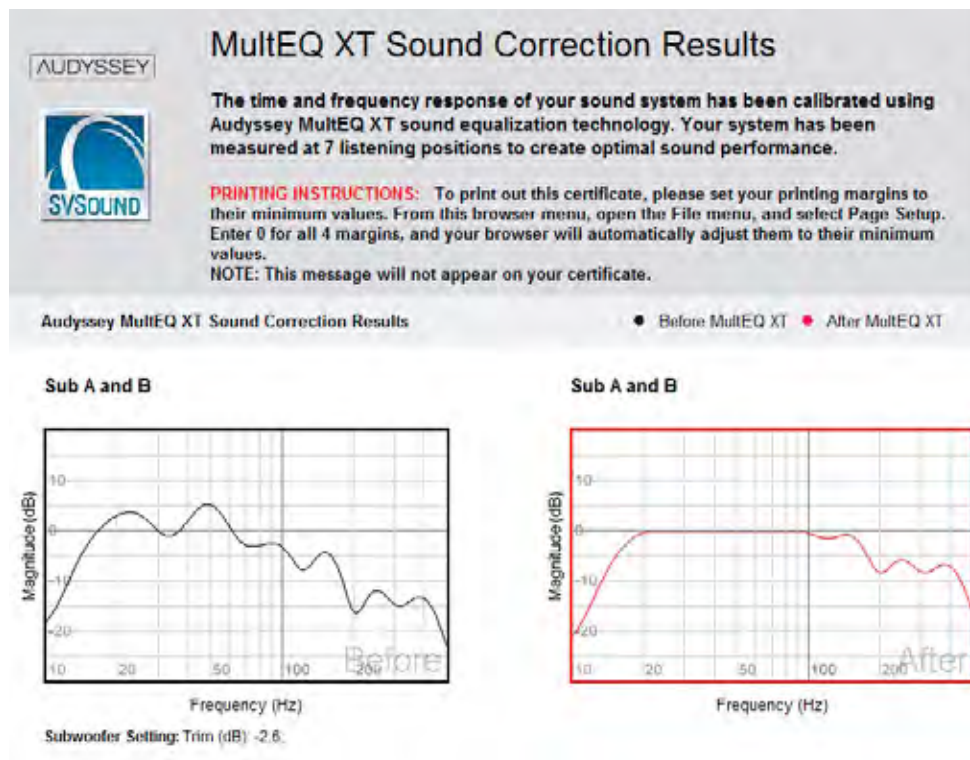 AUDYSSEY
MultEQ XT Sound Correction Results
The time and frequency response of your sound system has been calibrated using
Audyssey MultEQ XT sound equalization technology. Your system has been
measured at 7 listening positions to create optimal sound performance.
SVSOUND
PRINTING INSTRUCTIONS: To print out this certificate, please set your printing margins to
their minimum values. From this browser menu, open the File menu, and select Page Setup.
Enter 0 for all 4 margins, and your browser will automatically adjust them to their minimum
values.
NOTE: This message will not appear on your certificate.
Audyssey MultEQ XT Sound Correction Results
Before MultEQ XT After MultEQ XT
Sub A and B
Magnitude (dB)
10
0
-10
-20
10 20 50 100 200
Before
Frequency (Hz)
Subwoofer Setting: Trim (dB) -2.6.
Sub A and B
Magnitude (dB)
10
0
-10
-20
10 20 50 100 200
After
Frequency (Hz)